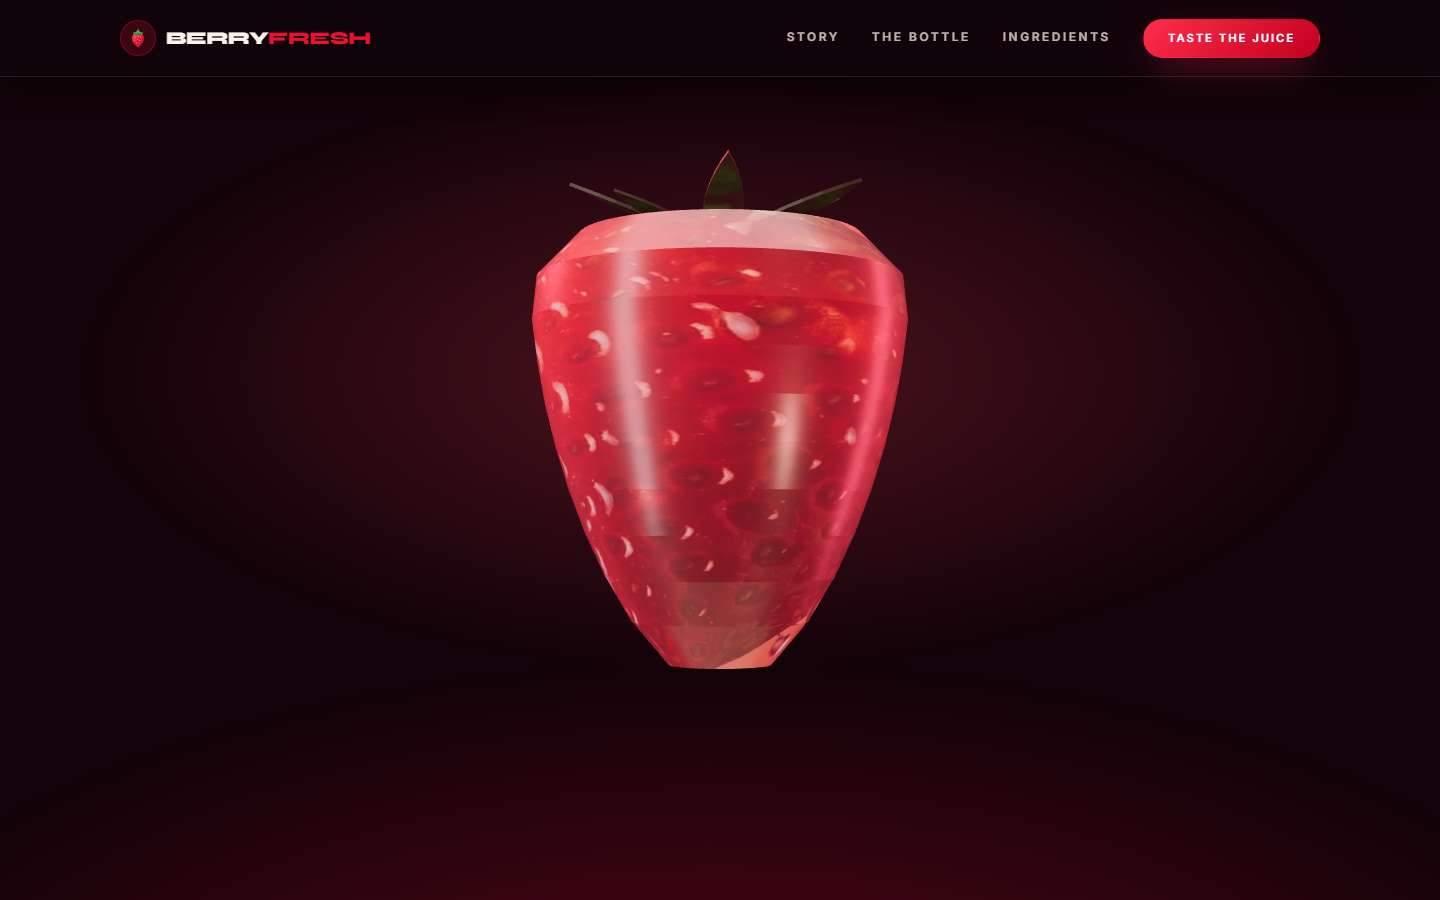 BERRYFRESH
STORY
THE BOTTLE
INGREDIENTS
TASTE THE JUICE